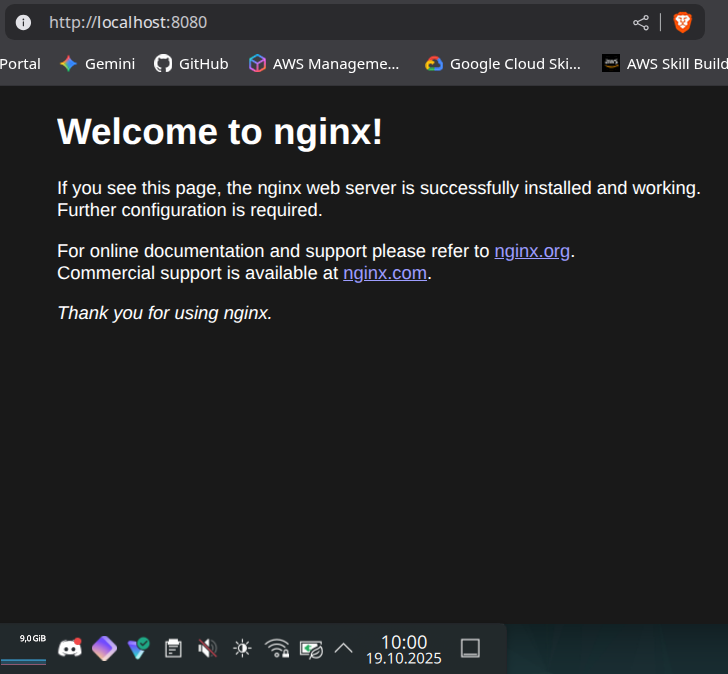 http://localhost:8080
Portal Gemini GitHub AWS Manageme... Google Cloud Ski... aws AWS Skill Build
Welcome to nginx!
If you see this page, the nginx web server is successfully installed and working.
Further configuration is required.
For online documentation and support please refer to nginx.org.
Commercial support is available at nginx.com.
Thank you for using nginx.
9,0 GiB
10:00
19.10.2025